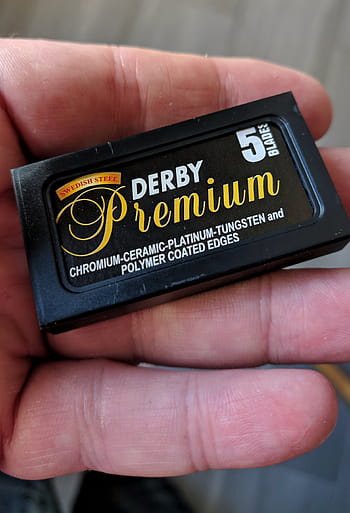 SWEDISH STEEL
DERBY
Premium
5 BLADES
CHROMIUM-CERAMIC-PLATINUM-TUNGSTEN and
POLYMER COATED EDGES